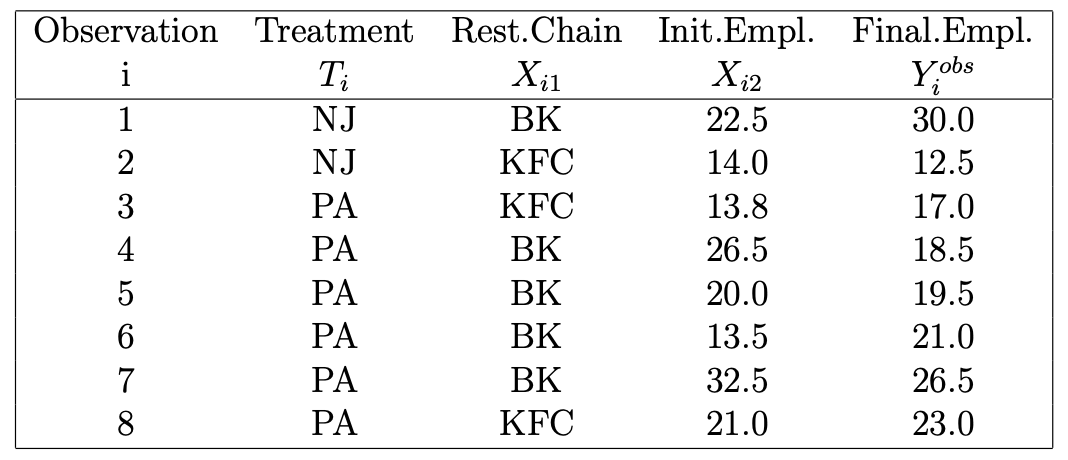 Observation Treatment Rest.Chain Init.Empl. Final.Empl.
i T_i X_{i1} X_{i2} Y_i^{obs}
1 NJ BK 22.5 30.0
2 NJ KFC 14.0 12.5
3 PA KFC 13.8 17.0
4 PA BK 26.5 18.5
5 PA BK 20.0 19.5
6 PA BK 13.5 21.0
7 PA BK 32.5 26.5
8 PA KFC 21.0 23.0